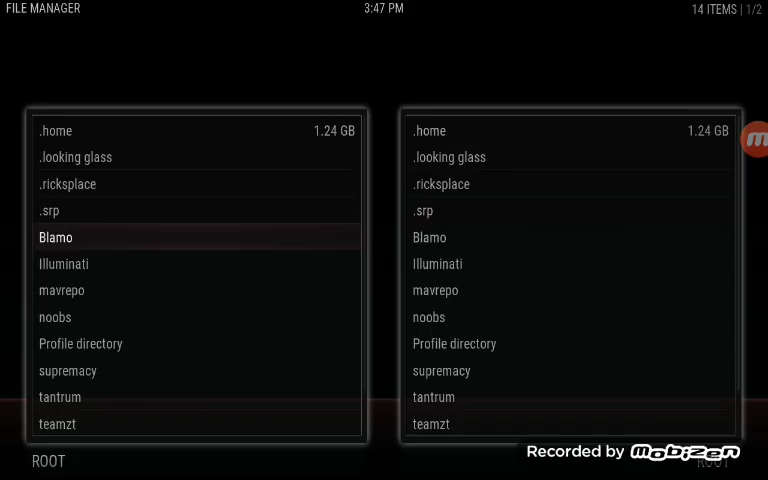 FILE MANAGER
3:47 PM
14 ITEMS | 1/2
.home 1.24 GB
.looking glass
.ricksplace
.srp
Blamo
Illuminati
mavrepo
noobs
Profile directory
supremacy
tantrum
teamzt
ROOT
.home 1.24 GB
.looking glass
.ricksplace
.srp
Blamo
Illuminati
mavrepo
noobs
Profile directory
supremacy
tantrum
teamzt
ROOT
Recorded by mobizen
m